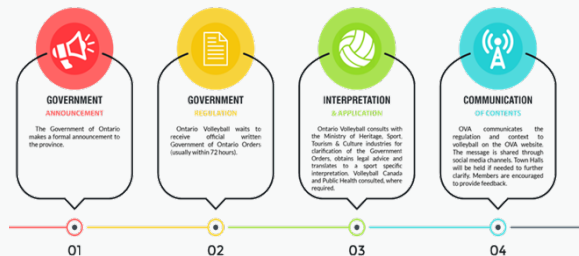 GOVERNMENT
ANNOUNCEMENT
The Government of Ontario
makes a formal announcement to
the province.
01
GOVERNMENT
REGULATION
Ontario Volleyball waits to
receive official written
Government of Ontario Orders
(usually within 72 hours).
02
INTERPRETATION
& APPLICATION
Ontario Volleyball consults with
the Ministry of Heritage, Sport,
Tourism & Culture industries for
clarification of the Government
Orders, obtains legal advice and
translates to a sport specific
interpretation. Volleyball Canada
and Public Health consulted, where
required.
03
COMMUNICATION
OF CONTENTS
OVA communicates the
regulation and context to
volleyball on the OVA website.
The message is shared through
social media channels. Town Halls
will be held if needed to further
clarify. Members are encouraged
to provide feedback.
04